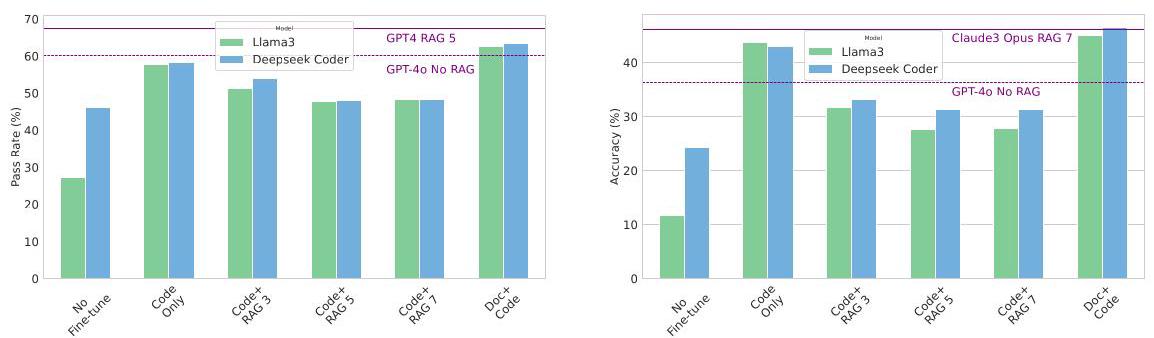 70
60
50
40
30
20
10
0
Pass Rate (%)
Model
Llama3
Deepseek Coder
GPT4 RAG 5
GPT-4o No RAG
No
Fine-tune
Code
Only
Code+
RAG 3
Code+
RAG 5
Code+
RAG 7
Doc+
Code
40
30
20
10
0
Accuracy (%)
Model
Llama3
Deepseek Coder
Claude3 Opus RAG 7
GPT-4o No RAG
No
Fine-tune
Code
Only
Code+
RAG 3
Code+
RAG 5
Code+
RAG 7
Doc+
Code